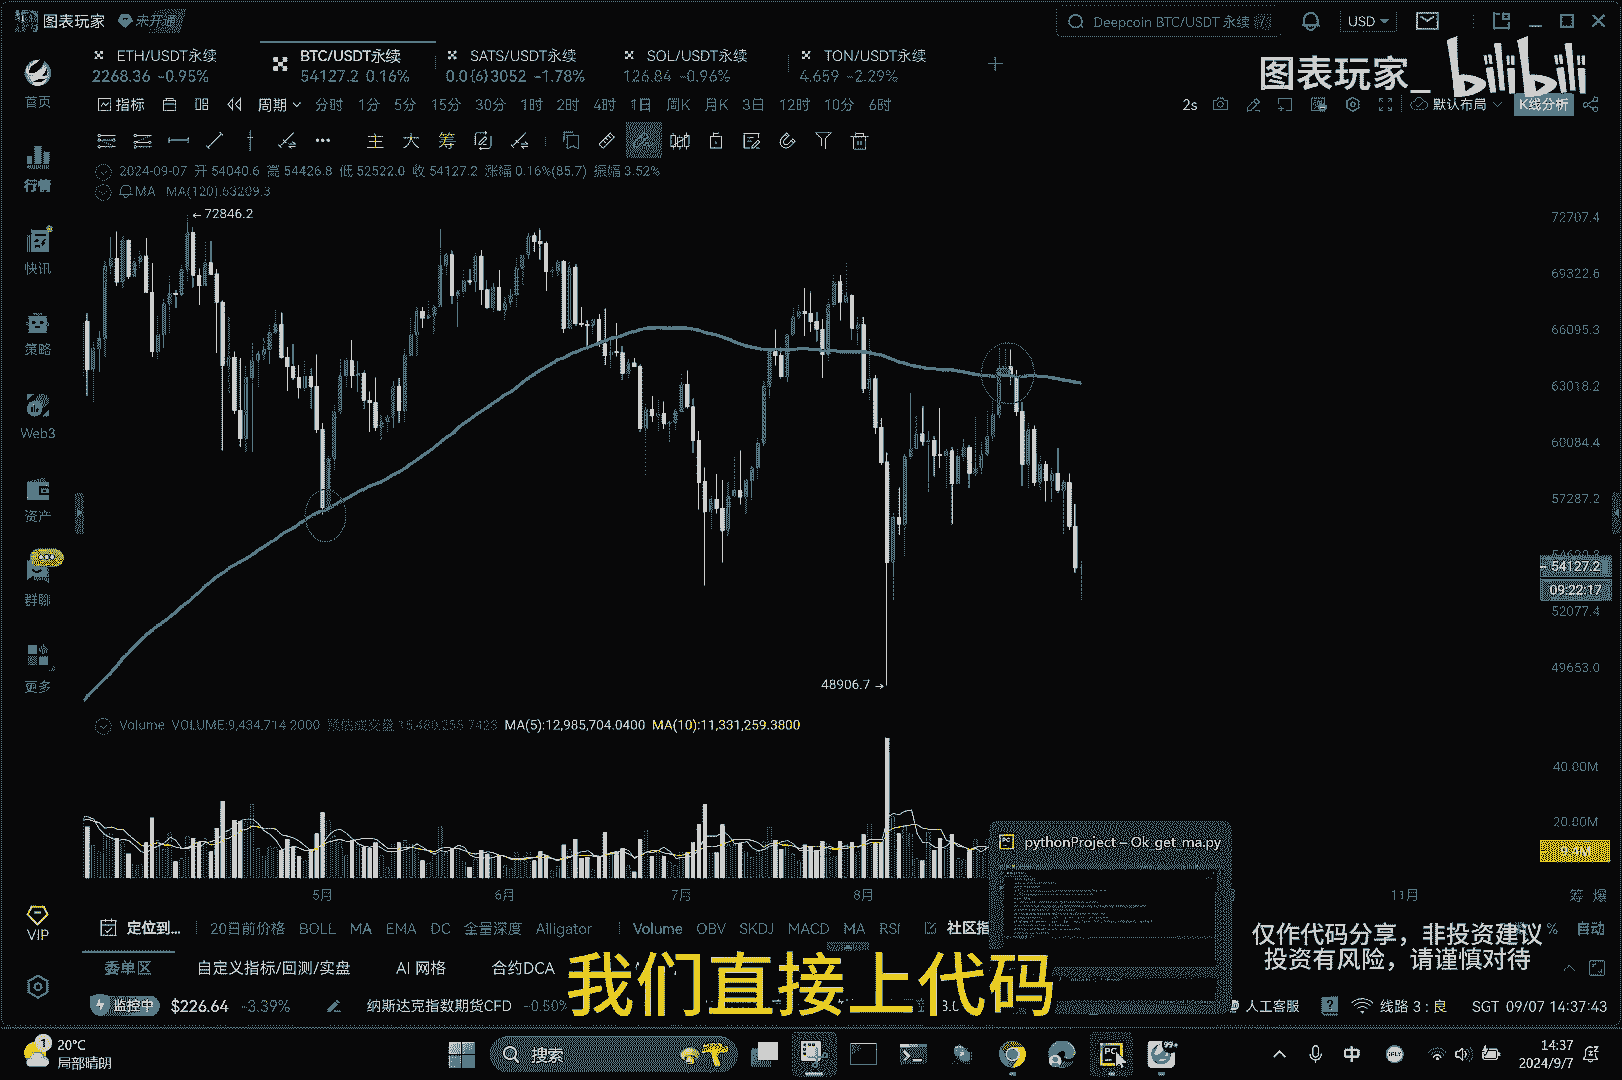 图表玩家 未开通
Deepcoin BTC/USDT 永续
USD
ETH/USDT永续
2268.36 -0.95%
BTC/USDT永续
54127.2 0.16%
SATS/USDT永续
0.0{6}3052 -1.78%
SOL/USDT永续
126.84 -0.96%
TON/USDT永续
4.659 -2.29%
图表玩家_ bilibili
首页
指标 周期 分时 1分 5分 15分 30分 1时 2时 4时 1日 周K 月K 3日 12时 10分 6时
2s 默认布局 K线分析
主 大 筹
2024-09-07 开 54040.6 高 54426.8 低 52522.0 收 54127.2 涨幅 0.16%(85.7) 振幅 3.52%
MA MA(120):63209.3
行情
快讯
策略
Web3
资产
群聊
更多
VIP
←72846.2
48906.7→
72707.4
69322.6
66095.3
63018.2
60084.4
57287.2
54127.2
09:22:17
52077.4
49653.0
Volume VOLUME:9,434,714.2000 MA(5):12,985,704.0400 MA(10):11,331,259.3800
40.00M
20.00M
9.4M
pythonProject – Ok_get_ma.py
5月 6月 7月 8月 11月 筹 爆
定位到... 20日前价格 BOLL MA EMA DC 全量深度 Alligator Volume OBV SKDJ MACD MA RSI 社区指
% 自动
仅作代码分享，非投资建议
投资有风险，请谨慎对待
委单区 自定义指标/回测/实盘 AI 网格 合约DCA
我们直接上代码
监控中 $226.64 -3.39% 纳斯达克指数期货CFD -0.50%
人工客服 线路 3 : 良 SGT 09/07 14:37:43
1 20°C
局部晴朗
搜索
99+
中
14:37
2024/9/7